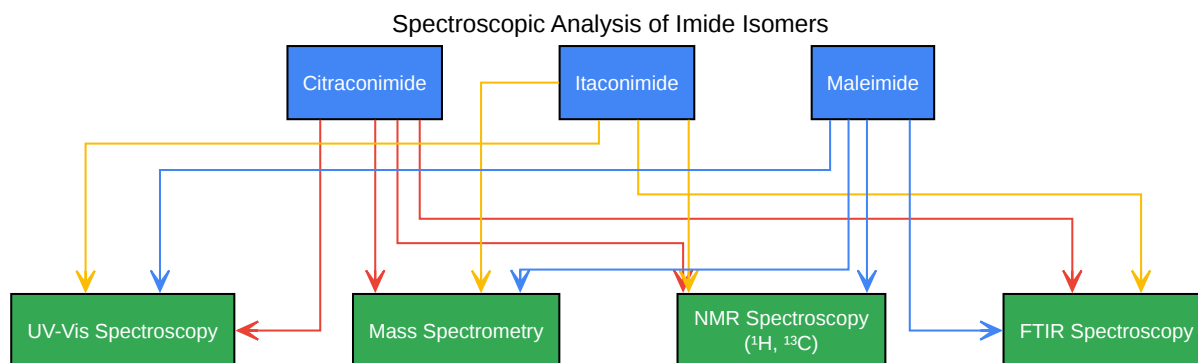 Spectroscopic Analysis of Imide Isomers
Citraconimide
Itaconimide
Maleimide
UV-Vis Spectroscopy
Mass Spectrometry
NMR Spectroscopy
(¹H, ¹³C)
FTIR Spectroscopy